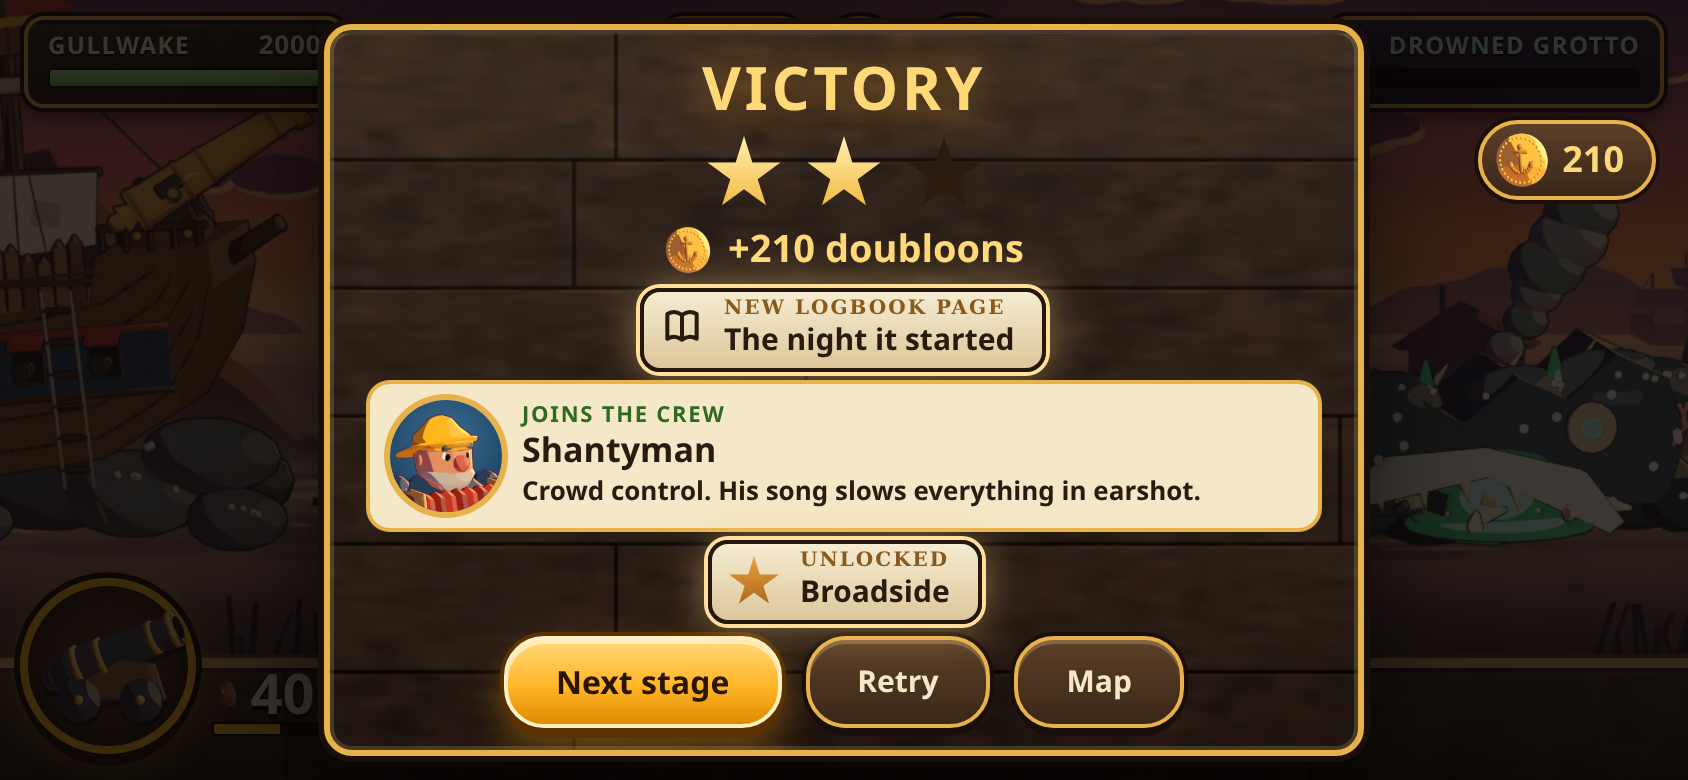 GULLWAKE 2000
DROWNED GROTTO
210
VICTORY
+210 doubloons
NEW LOGBOOK PAGE
The night it started
JOINS THE CREW
Shantyman
Crowd control. His song slows everything in earshot.
UNLOCKED
Broadside
Next stage
Retry
Map
40